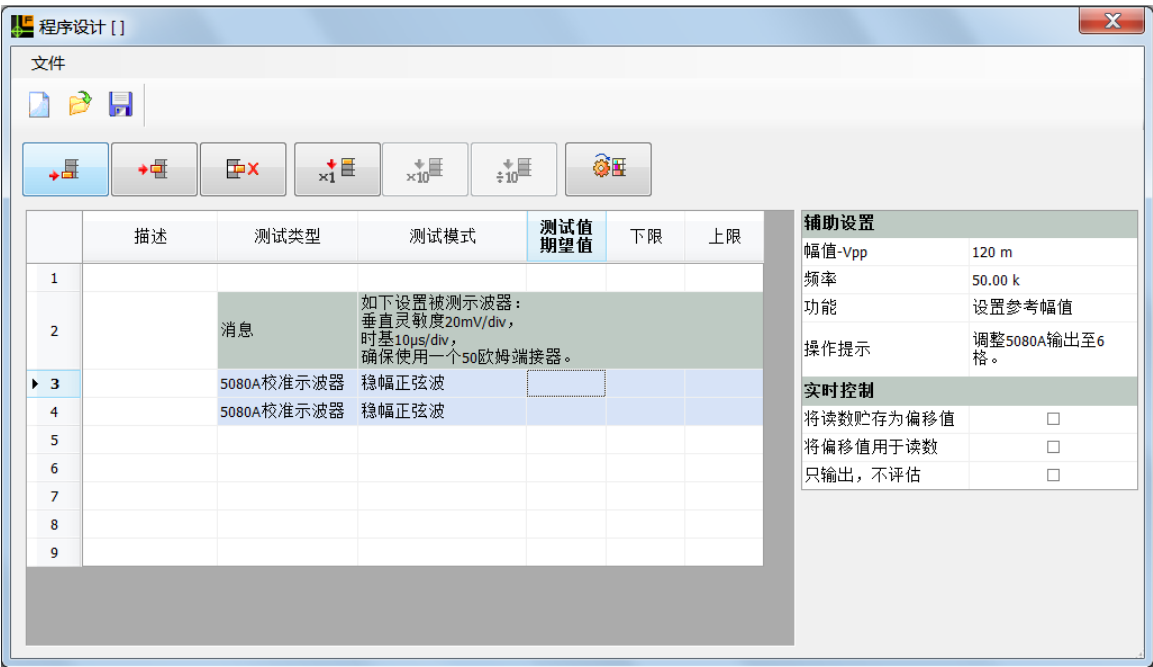 程序设计 [ ]
X
文件
×1
×10
÷10
描述 测试类型 测试模式 测试值 下限 上限
期望值
1
2 消息 如下设置被测示波器：
垂直灵敏度20mV/div，
时基10μs/div，
确保使用一个50欧姆端接器。
3 5080A校准示波器 稳幅正弦波
4 5080A校准示波器 稳幅正弦波
5
6
7
8
9
辅助设置
幅值-Vpp 120 m
频率 50.00 k
功能 设置参考幅值
操作提示 调整5080A输出至6
格。
实时控制
将读数贮存为偏移值
将偏移值用于读数
只输出，不评估